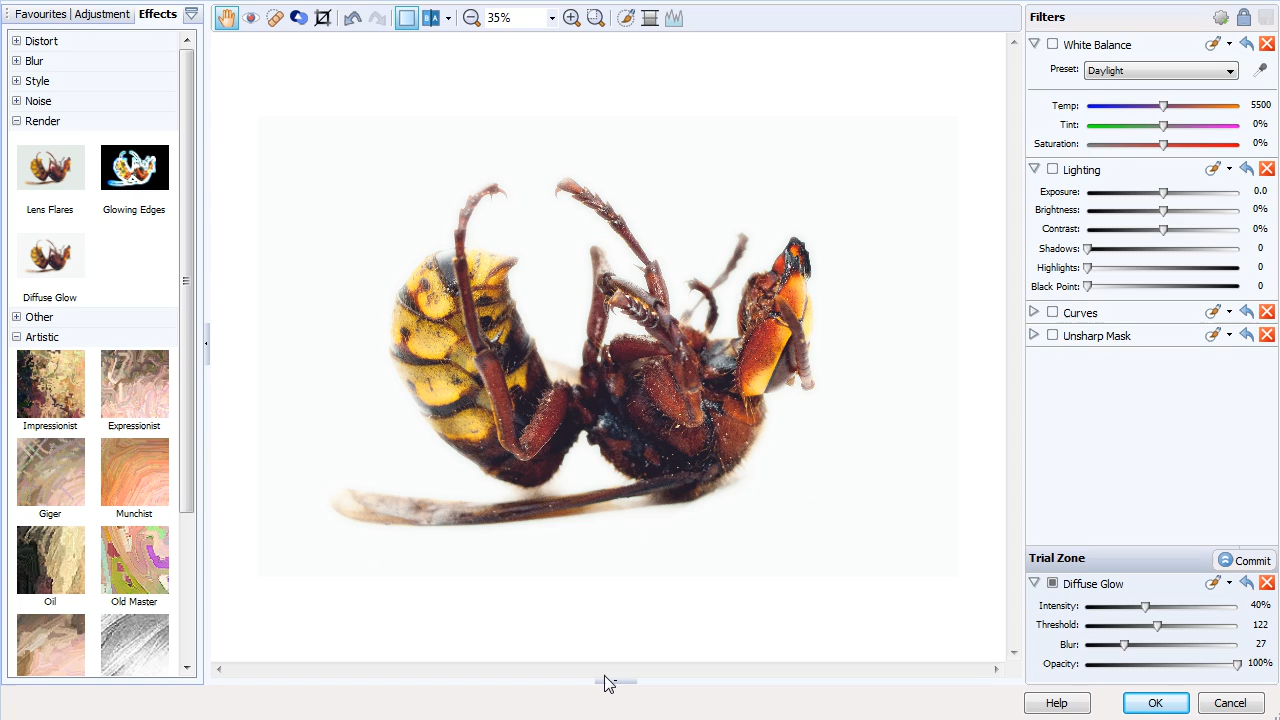 Favourites | Adjustment Effects
Distort
Blur
Style
Noise
Render
Lens Flares Glowing Edges
Diffuse Glow
Other
Artistic
Impressionist Expressionist
Giger Munchist
Oil Old Master
B A
35%
Filters
White Balance
Preset: Daylight
Temp: 5500
Tint: 0%
Saturation: 0%
Lighting
Exposure: 0.0
Brightness: 0%
Contrast: 0%
Shadows: 0
Highlights: 0
Black Point: 0
Curves
Unsharp Mask
Trial Zone Commit
Diffuse Glow
Intensity: 40%
Threshold: 122
Blur: 27
Opacity: 100%
Help OK Cancel